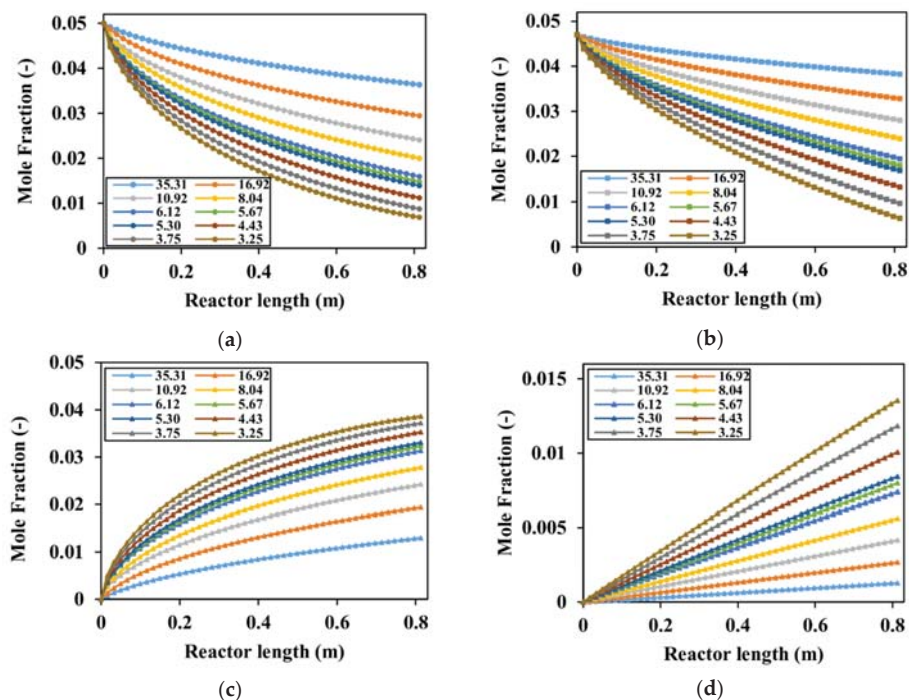 0.05
0.04
0.03
0.02
0.01
0
Mole Fraction (-)
35.31 16.92
10.92 8.04
6.12 5.67
5.30 4.43
3.75 3.25
0 0.2 0.4 0.6 0.8
Reactor length (m)
(a)
0.05
0.04
0.03
0.02
0.01
0
Mole Fraction (-)
35.31 16.92
10.92 8.04
6.12 5.67
5.30 4.43
3.75 3.25
0 0.2 0.4 0.6 0.8
Reactor length (m)
(b)
0.05
0.04
0.03
0.02
0.01
0
Mole Fraction (-)
35.31 16.92
10.92 8.04
6.12 5.67
5.30 4.43
3.75 3.25
0 0.2 0.4 0.6 0.8
Reactor length (m)
(c)
0.015
0.01
0.005
0
Mole Fraction (-)
35.31 16.92
10.92 8.04
6.12 5.67
5.30 4.43
3.75 3.25
0 0.2 0.4 0.6 0.8
Reactor length (m)
(d)